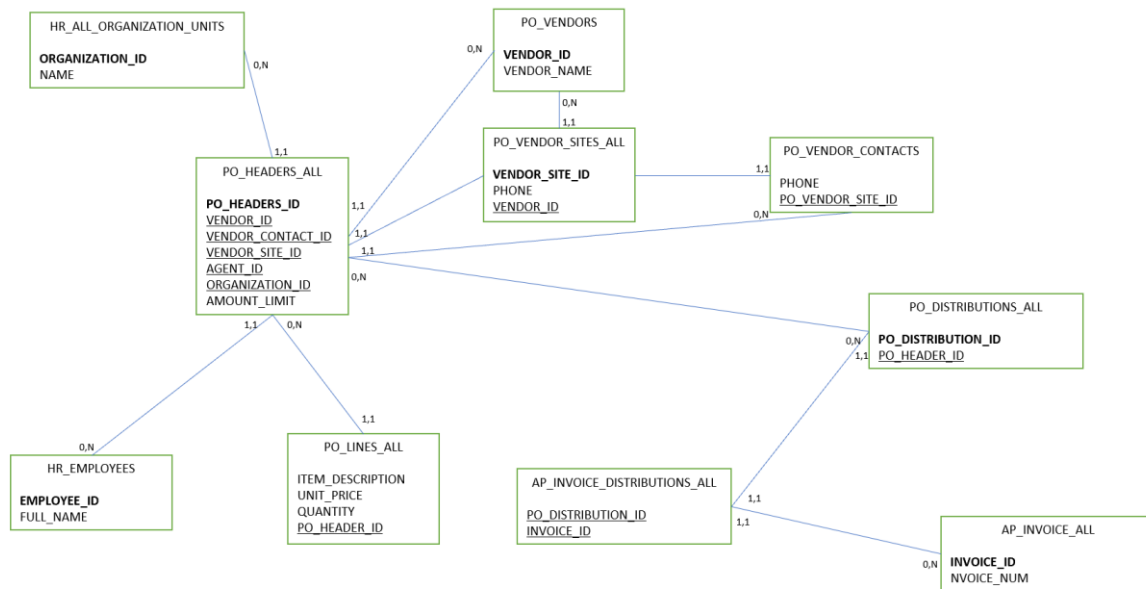 HR_ALL_ORGANIZATION_UNITS
ORGANIZATION_ID
NAME
0,N
1,1
PO_VENDORS
VENDOR_ID
VENDOR_NAME
0,N
0,N
1,1
PO_VENDOR_SITES_ALL
VENDOR_SITE_ID
PHONE
VENDOR_ID
1,1
PO_VENDOR_CONTACTS
PHONE
PO_VENDOR_SITE_ID
0,N
PO_HEADERS_ALL
PO_HEADERS_ID
VENDOR_ID
VENDOR_CONTACT_ID
VENDOR_SITE_ID
AGENT_ID
ORGANIZATION_ID
AMOUNT_LIMIT
1,1
1,1
1,1
0,N
1,1
0,N
PO_DISTRIBUTIONS_ALL
PO_DISTRIBUTION_ID
PO_HEADER_ID
0,N
1,1
0,N
HR_EMPLOYEES
EMPLOYEE_ID
FULL_NAME
1,1
PO_LINES_ALL
ITEM_DESCRIPTION
UNIT_PRICE
QUANTITY
PO_HEADER_ID
AP_INVOICE_DISTRIBUTIONS_ALL
PO_DISTRIBUTION_ID
INVOICE_ID
1,1
1,1
0,N
AP_INVOICE_ALL
INVOICE_ID
NVOICE_NUM